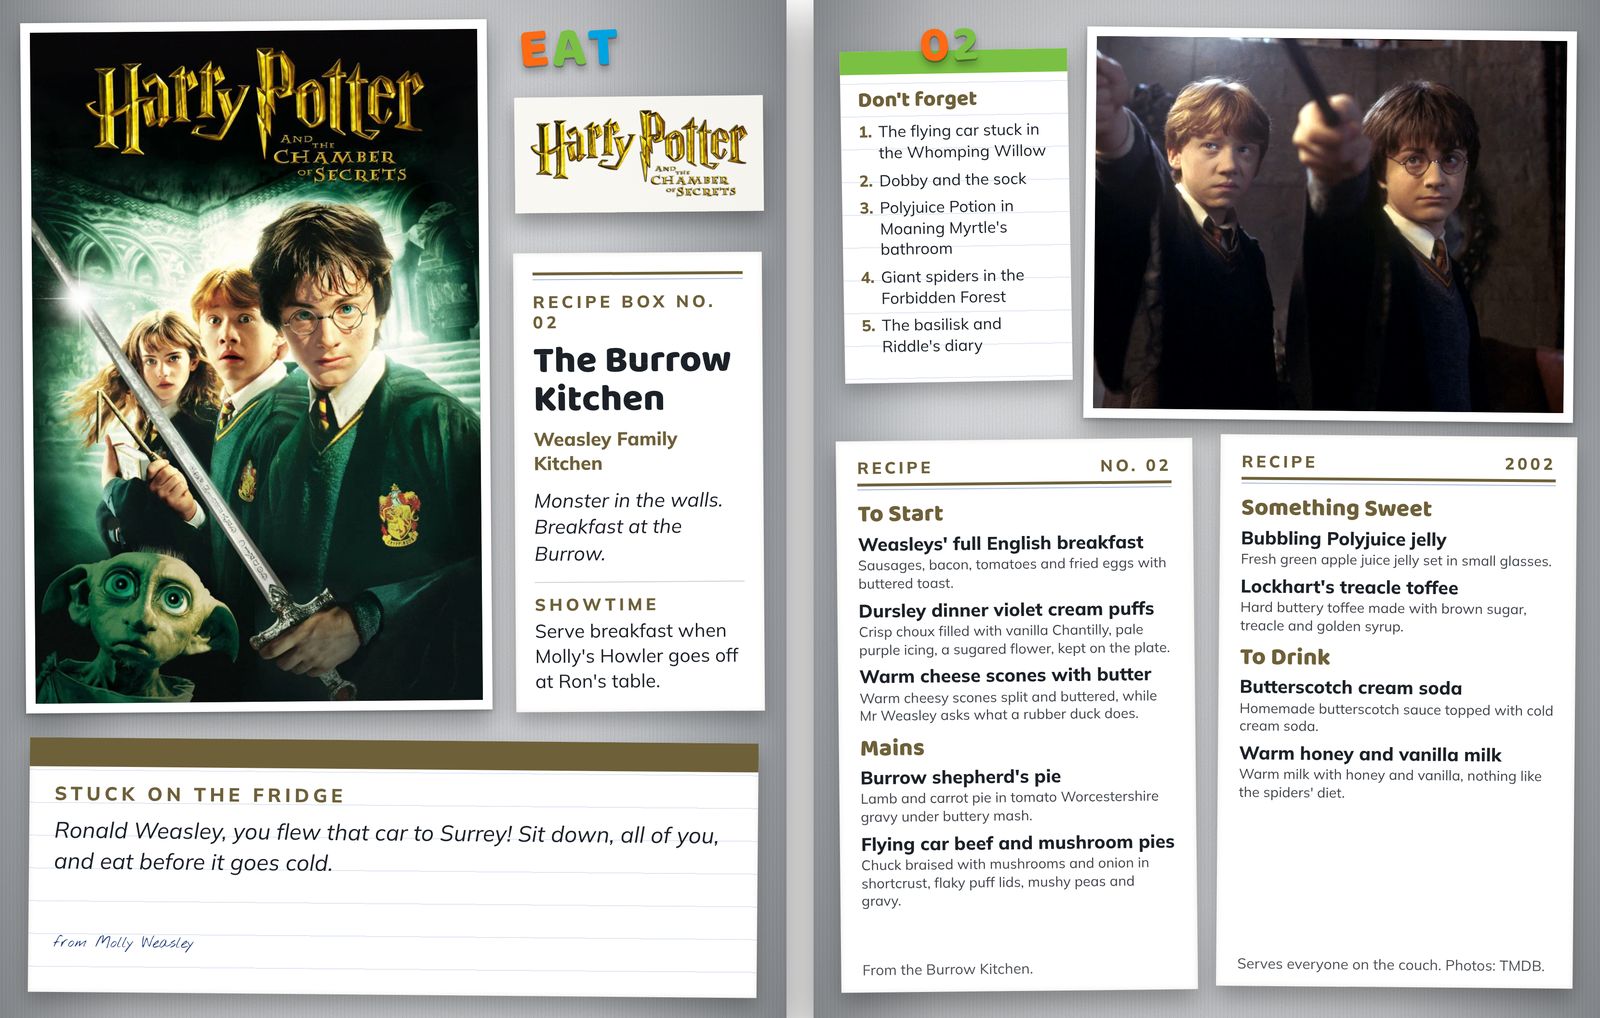 Harry Potter
AND THE
CHAMBER
OF SECRETS
EAT
Harry Potter
AND THE
CHAMBER
OF SECRETS
RECIPE BOX NO.
02
The Burrow
Kitchen
Weasley Family
Kitchen
Monster in the walls.
Breakfast at the
Burrow.
SHOWTIME
Serve breakfast when
Molly's Howler goes off
at Ron's table.
STUCK ON THE FRIDGE
Ronald Weasley, you flew that car to Surrey! Sit down, all of you,
and eat before it goes cold.
from Molly Weasley
02
Don't forget
1. The flying car stuck in
the Whomping Willow
2. Dobby and the sock
3. Polyjuice Potion in
Moaning Myrtle's
bathroom
4. Giant spiders in the
Forbidden Forest
5. The basilisk and
Riddle's diary
RECIPE NO. 02
To Start
Weasleys' full English breakfast
Sausages, bacon, tomatoes and fried eggs with
buttered toast.
Dursley dinner violet cream puffs
Crisp choux filled with vanilla Chantilly, pale
purple icing, a sugared flower, kept on the plate.
Warm cheese scones with butter
Warm cheesy scones split and buttered, while
Mr Weasley asks what a rubber duck does.
Mains
Burrow shepherd's pie
Lamb and carrot pie in tomato Worcestershire
gravy under buttery mash.
Flying car beef and mushroom pies
Chuck braised with mushrooms and onion in
shortcrust, flaky puff lids, mushy peas and
gravy.
From the Burrow Kitchen.
RECIPE 2002
Something Sweet
Bubbling Polyjuice jelly
Fresh green apple juice jelly set in small glasses.
Lockhart's treacle toffee
Hard buttery toffee made with brown sugar,
treacle and golden syrup.
To Drink
Butterscotch cream soda
Homemade butterscotch sauce topped with cold
cream soda.
Warm honey and vanilla milk
Warm milk with honey and vanilla, nothing like
the spiders' diet.
Serves everyone on the couch. Photos: TMDB.